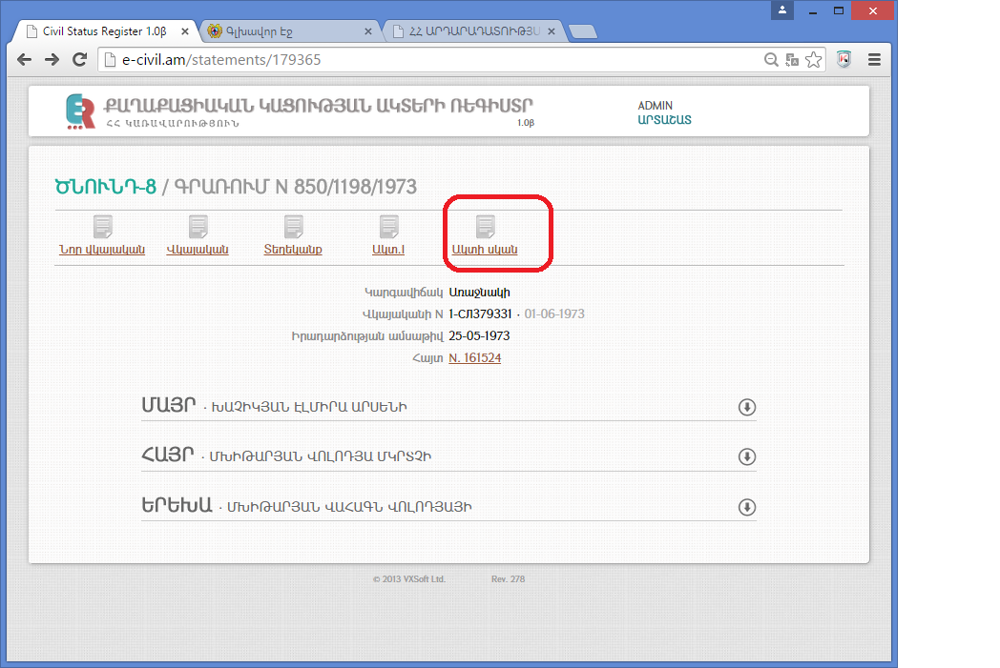 Civil Status Register 1.0β
Գլխավոր Էջ
ՀՀ ԱՐԴԱՐԱԴԱՏՈՒԹՅՈՒ
e-civil.am/statements/179365
ՔԱՂԱՔԱՑԻԱԿԱՆ ԿԱՑՈՒԹՅԱՆ ԱԿՏԵՐԻ ՌԵԳԻՍՏՐ
ՀՀ ԿԱՌԱՎԱՐՈՒԹՅՈՒՆ
1.0β
ADMIN
ԱՐՏԱՇԱՏ
ԾՆՈՒՆԴ-8 / ԳՐԱՌՈՒՄ N 850/1198/1973
Նոր վկայական
Վկայական
Տեղեկանք
Ակտ.I
Ակտի սկան
Կարգավիճակ Առաջնակի
Վկայականի N 1-СЛ379331 · 01-06-1973
Իրադարձության ամսաթիվ 25-05-1973
Հայտ N. 161524
ՄԱՅՐ · ԽԱՉԻԿՅԱՆ ԷԼՄԻՐԱ ԱՐՍԵՆԻ
ՀԱՅՐ · ՄԽԻԹԱՐՅԱՆ ՎՈԼՈԴՅԱ ՄԿՐՏՉԻ
ԵՐԵԽԱ · ՄԽԻԹԱՐՅԱՆ ՎԱՀԱԳՆ ՎՈԼՈԴՅԱՅԻ
© 2013 VXSoft Ltd.
Rev. 278